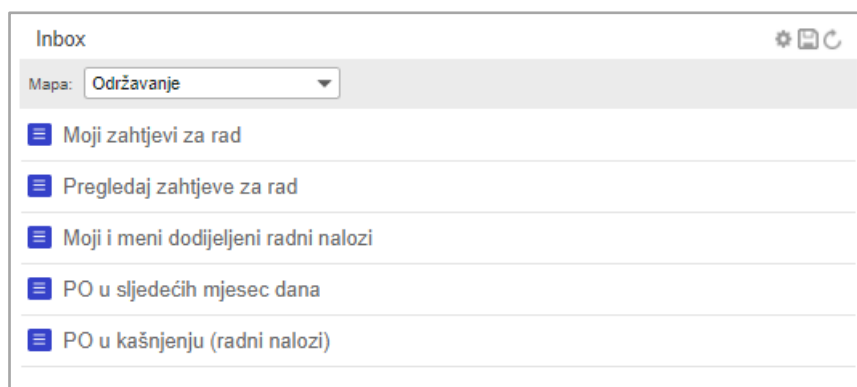 Inbox
Mapa: Održavanje
Moji zahtjevi za rad
Pregledaj zahtjeve za rad
Moji i meni dodijeljeni radni nalozi
PO u sljedećih mjesec dana
PO u kašnjenju (radni nalozi)